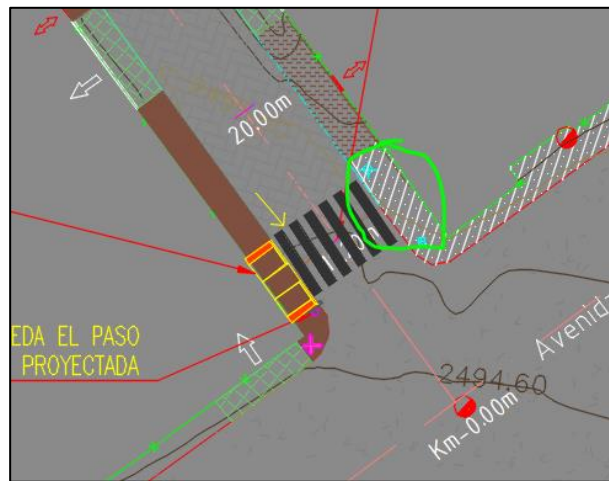 20.00m
EDA EL PASO
PROYECTADA
Avenid
2494.60
Km-0.00m